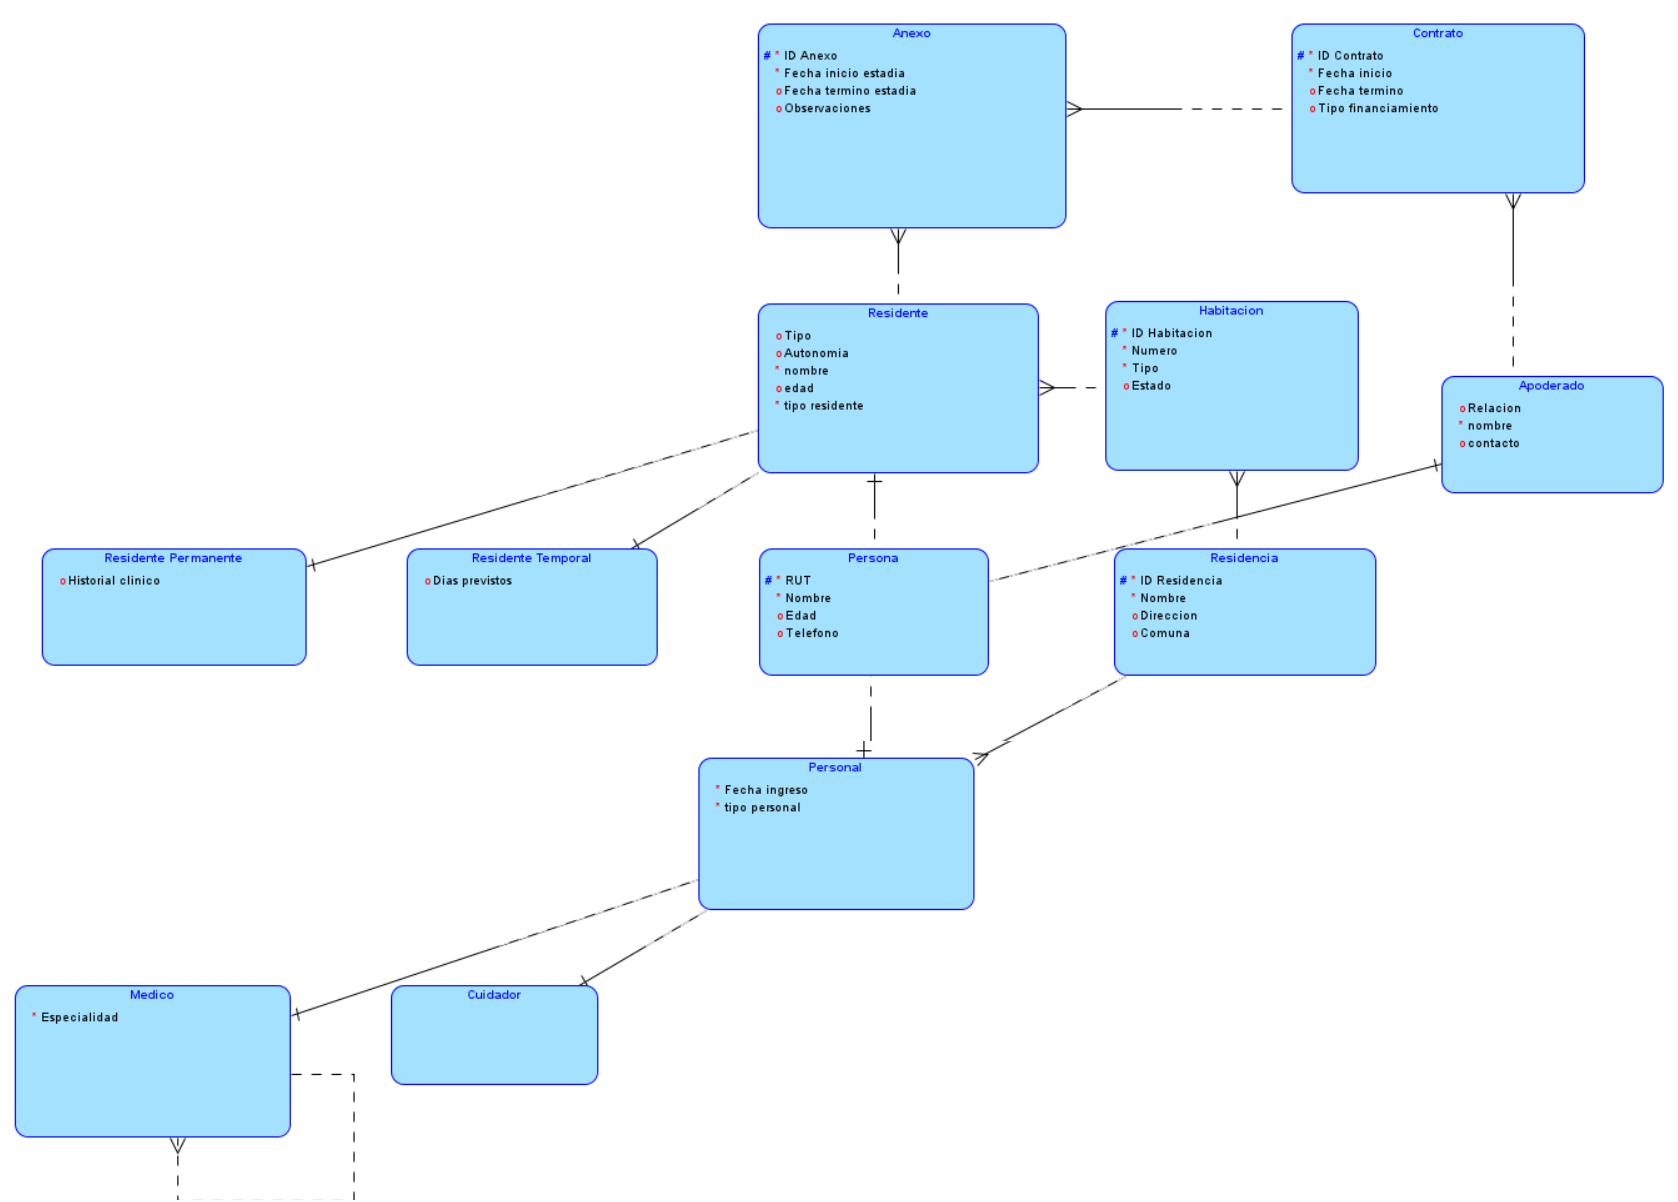 Anexo
# * ID Anexo
* Fecha inicio estadia
o Fecha termino estadia
o Observaciones
Contrato
# * ID Contrato
* Fecha inicio
o Fecha termino
o Tipo financiamiento
Residente
o Tipo
o Autonomia
* nombre
o edad
* tipo residente
Habitacion
# * ID Habitacion
* Numero
* Tipo
o Estado
Apoderado
o Relacion
* nombre
o contacto
Residente Permanente
o Historial clinico
Residente Temporal
o Dias previstos
Persona
# * RUT
* Nombre
o Edad
o Telefono
Residencia
# * ID Residencia
* Nombre
o Direccion
o Comuna
Personal
* Fecha ingreso
* tipo personal
Medico
* Especialidad
Cuidador